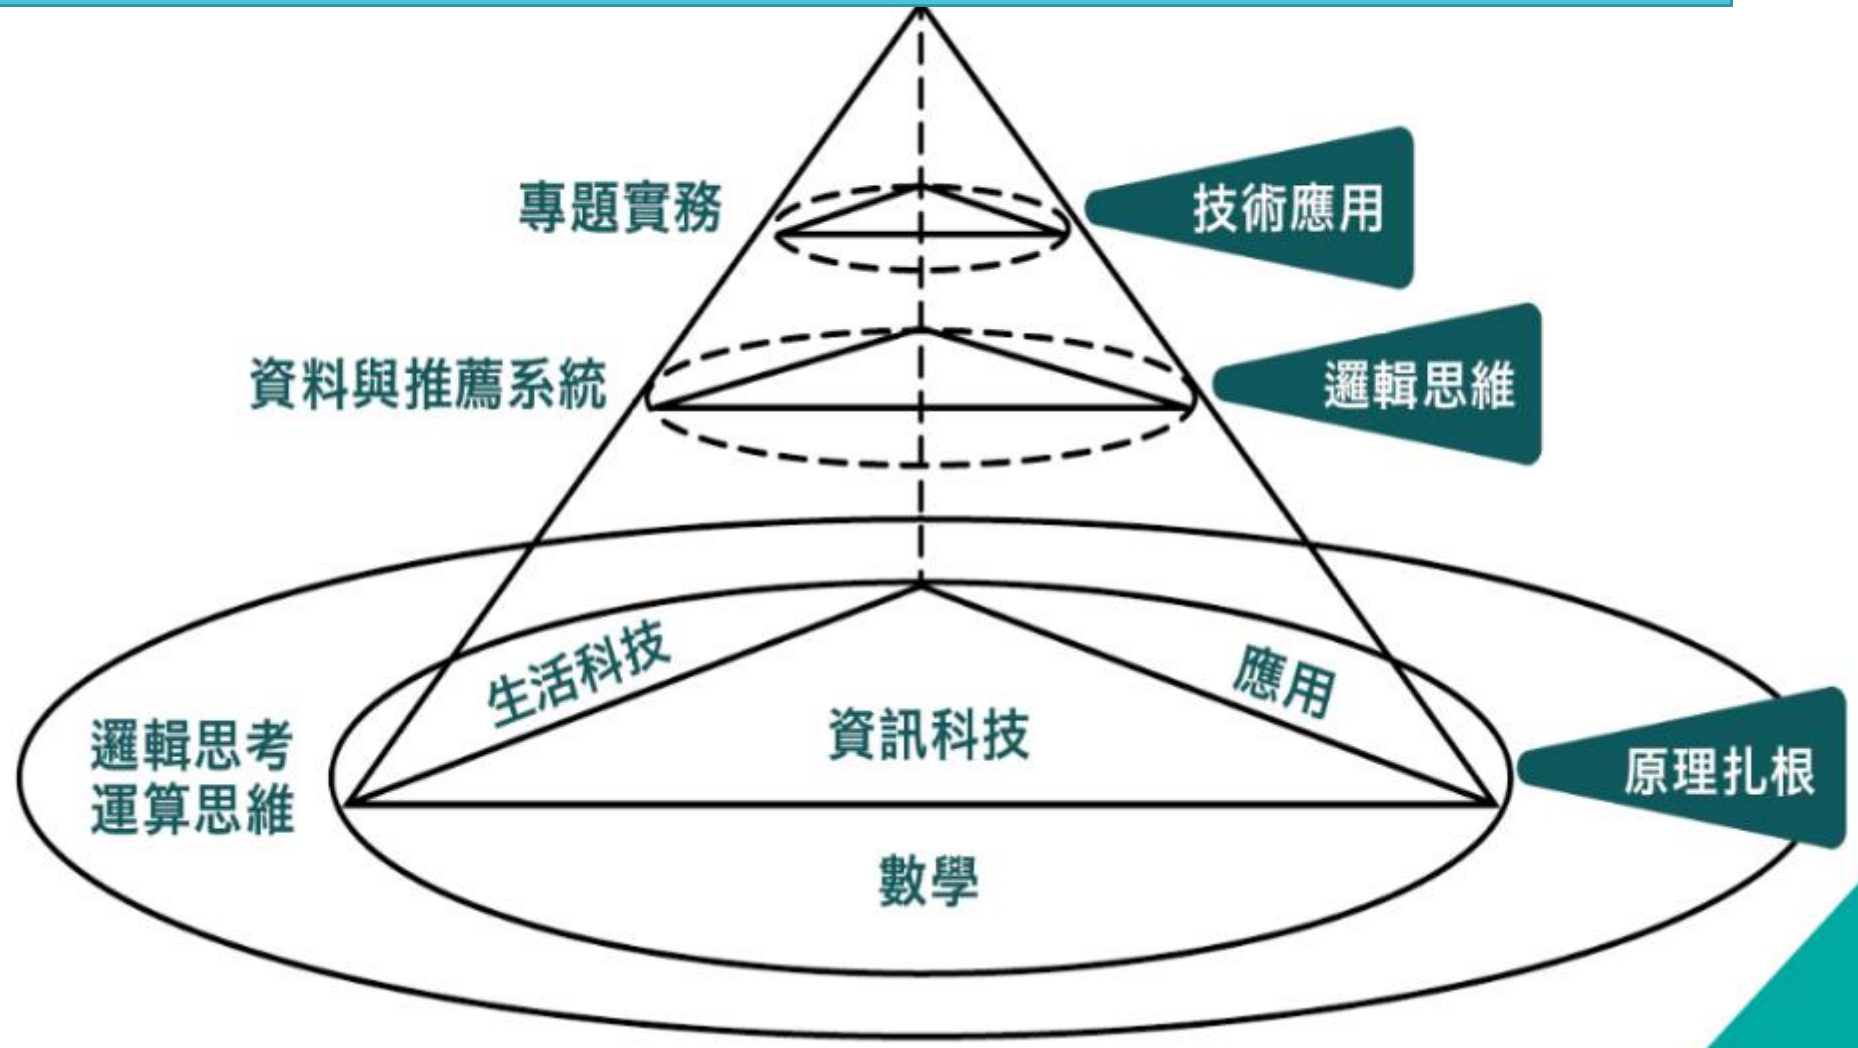 專題實務
技術應用
資料與推薦系統
邏輯思維
生活科技
應用
資訊科技
邏輯思考
運算思維
原理扎根
數學